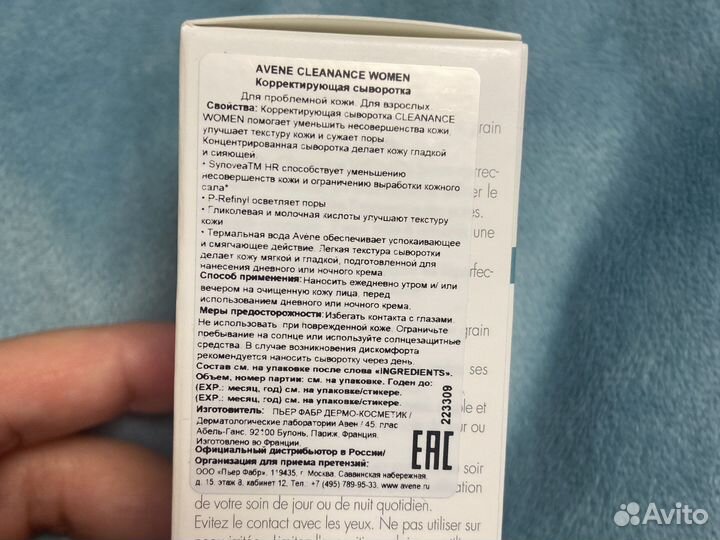 AVENE CLEANANCE WOMEN
Корректирующая сыворотка
Для проблемной кожи. Для взрослых
Свойства: Корректирующая сыворотка CLEANANCE
WOMEN помогает уменьшить несовершенства кожи,
улучшает текстуру кожи и сужает поры.
Концентрированная сыворотка делает кожу гладкой
и сияющей.
• SynoveaTM HR способствует уменьшению
несовершенств кожи и ограничению выработки кожного
сала*
• P-Refinyl осветляет поры
• Гликолевая и молочная кислоты улучшают текстуру
кожи
• Термальная вода Avène обеспечивает успокаивающее
и смягчающее действие. Легкая текстура сыворотки
делает кожу мягкой и гладкой, подготовленной для
нанесения дневного или ночного крема.
Способ применения: Наносить ежедневно утром и/ или
вечером на очищенную кожу лица, перед
использованием дневного или ночного крема.
Меры предосторожности: Избегать контакта с глазами.
Не использовать при поврежденной коже. Ограничьте
пребывание на солнце или используйте солнцезащитные
средства. В случае возникновения дискомфорта
рекомендуется наносить сыворотку через день.
Состав см. на упаковке после слова «INGREDIENTS».
Объем, номер партии: см. на упаковке. Годен до:
(EXP.: месяц, год) см. на упаковке/стикере.
(EXP.: месяц, год) см. на упаковке/стикере.
Изготовитель: ПЬЕР ФАБР ДЕРМО-КОСМЕТИК /
Дерматологические лаборатории Авен / 45, плас
Абель-Ганс, 92100 Булонь, Париж, Франция.
Изготовлено во Франции.
Официальный дистрибьютор в России/
Организация для приема претензий:
ООО «Пьер Фабр», 119435, г. Москва, Саввинская набережная,
д. 15, этаж 8, кабинет 12. Тел.: +7 (495) 789-95-33, www.avene.ru
223309
EAC
grain
rrec-
er le
es.
une
rfec-
grain
ses
ple et
r ou
soir
ation
de votre soin de jour ou de nuit quotidien.
Evitez le contact avec les yeux. Ne pas utiliser sur
Avito